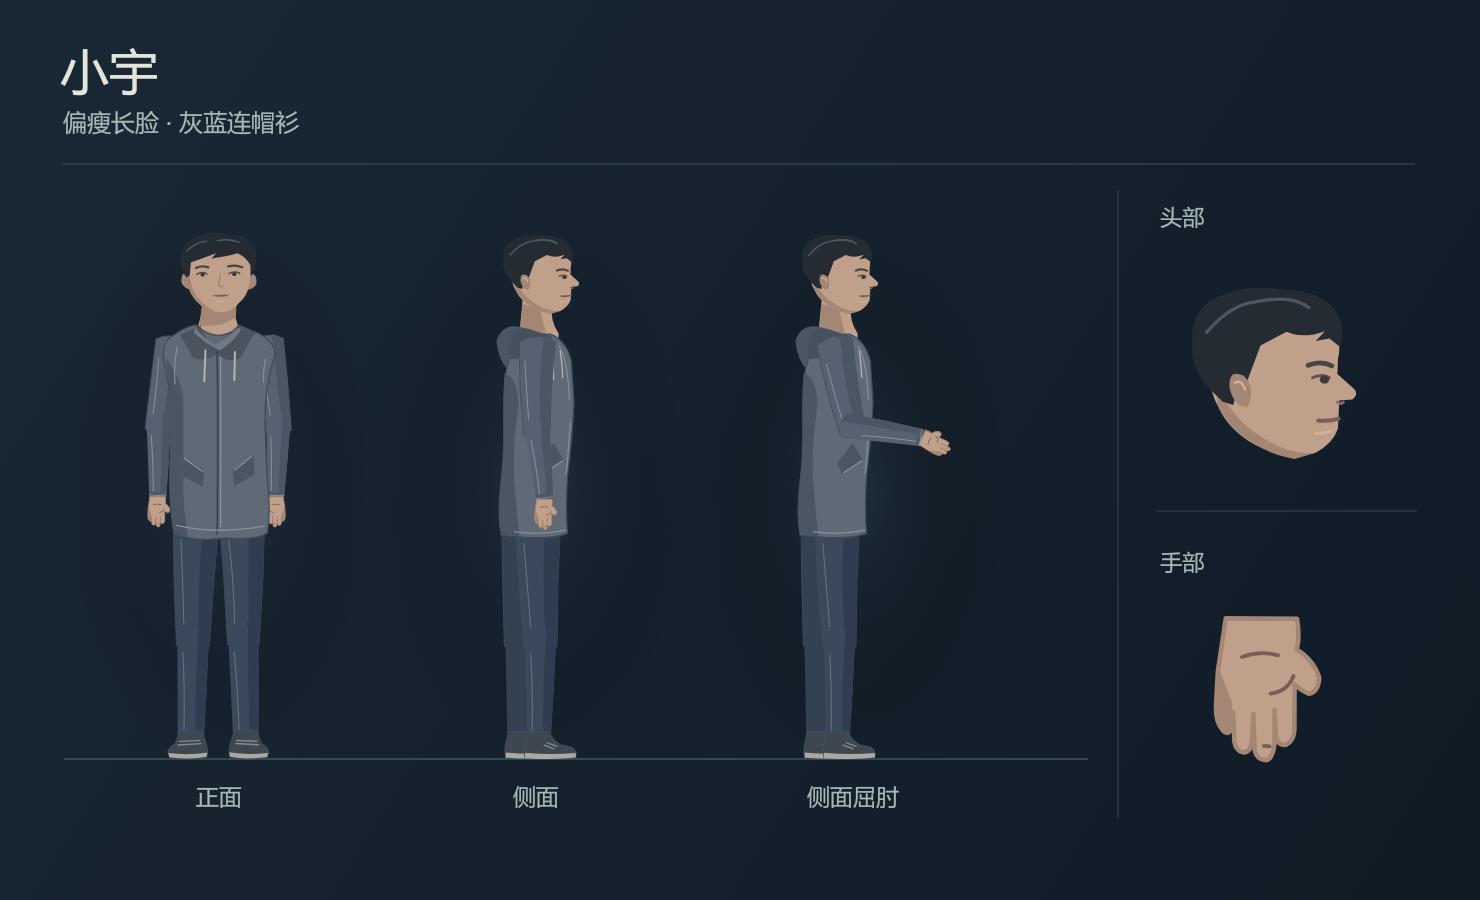 小宇
偏瘦长脸 · 灰蓝连帽衫
头部
手部
正面
侧面
侧面屈肘